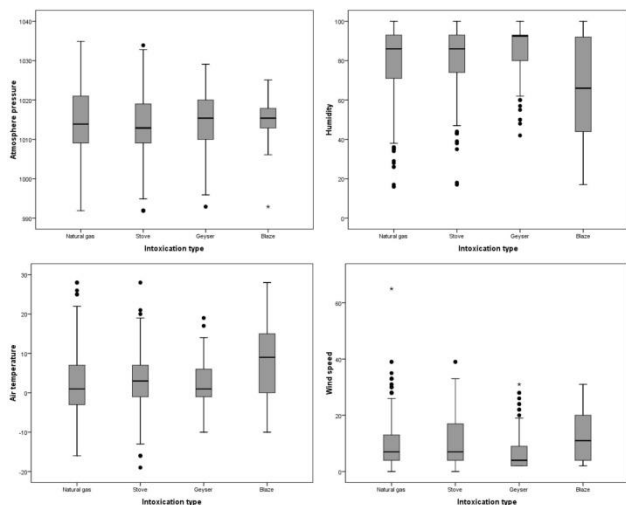 Atmosphere pressure
1040
1030
1020
1010
1000
990
Natural gas Stove Geyser Blaze
Intoxication type
Humidity
100
80
60
40
20
0
Natural gas Stove Geyser Blaze
Intoxication type
Air temperature
30
20
10
0
-10
-20
Natural gas Stove Geyser Blaze
Intoxication type
Wind speed
60
40
20
0
Natural gas Stove Geyser Blaze
Intoxication type